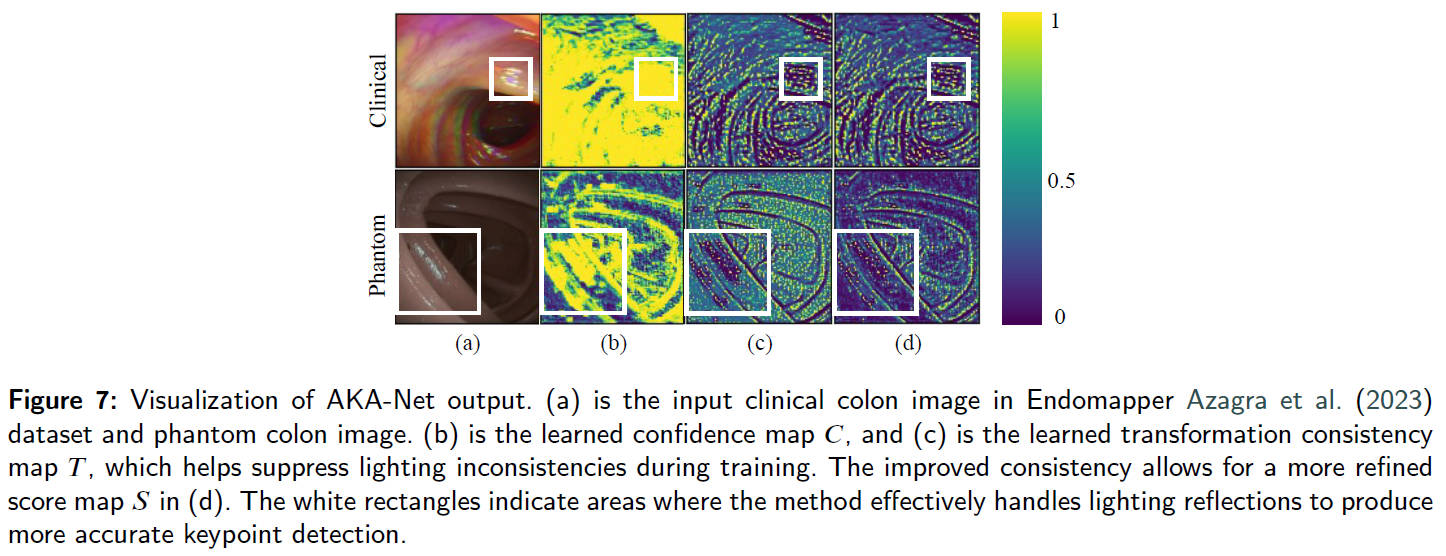 Clinical
1
0.5
Phantom
0
(a) (b) (c) (d)
Figure 7: Visualization of AKA-Net output. (a) is the input clinical colon image in Endomapper Azagra et al. (2023)
dataset and phantom colon image. (b) is the learned confidence map C, and (c) is the learned transformation consistency
map T, which helps suppress lighting inconsistencies during training. The improved consistency allows for a more refined
score map S in (d). The white rectangles indicate areas where the method effectively handles lighting reflections to produce
more accurate keypoint detection.